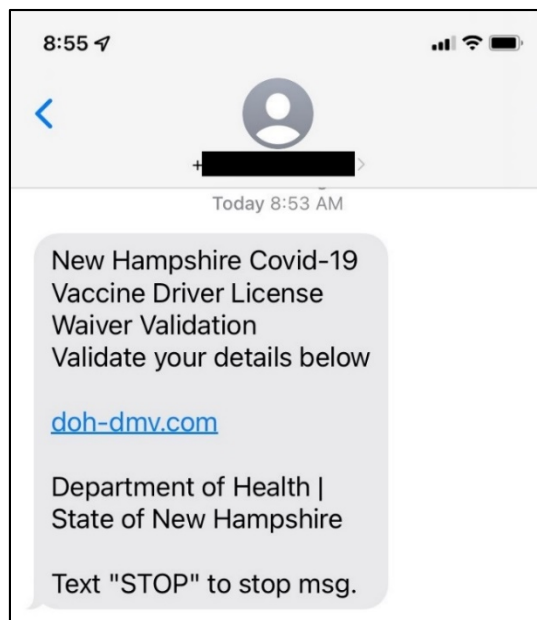 8:55
+
Today 8:53 AM
New Hampshire Covid-19
Vaccine Driver License
Waiver Validation
Validate your details below
doh-dmv.com
Department of Health |
State of New Hampshire
Text "STOP" to stop msg.